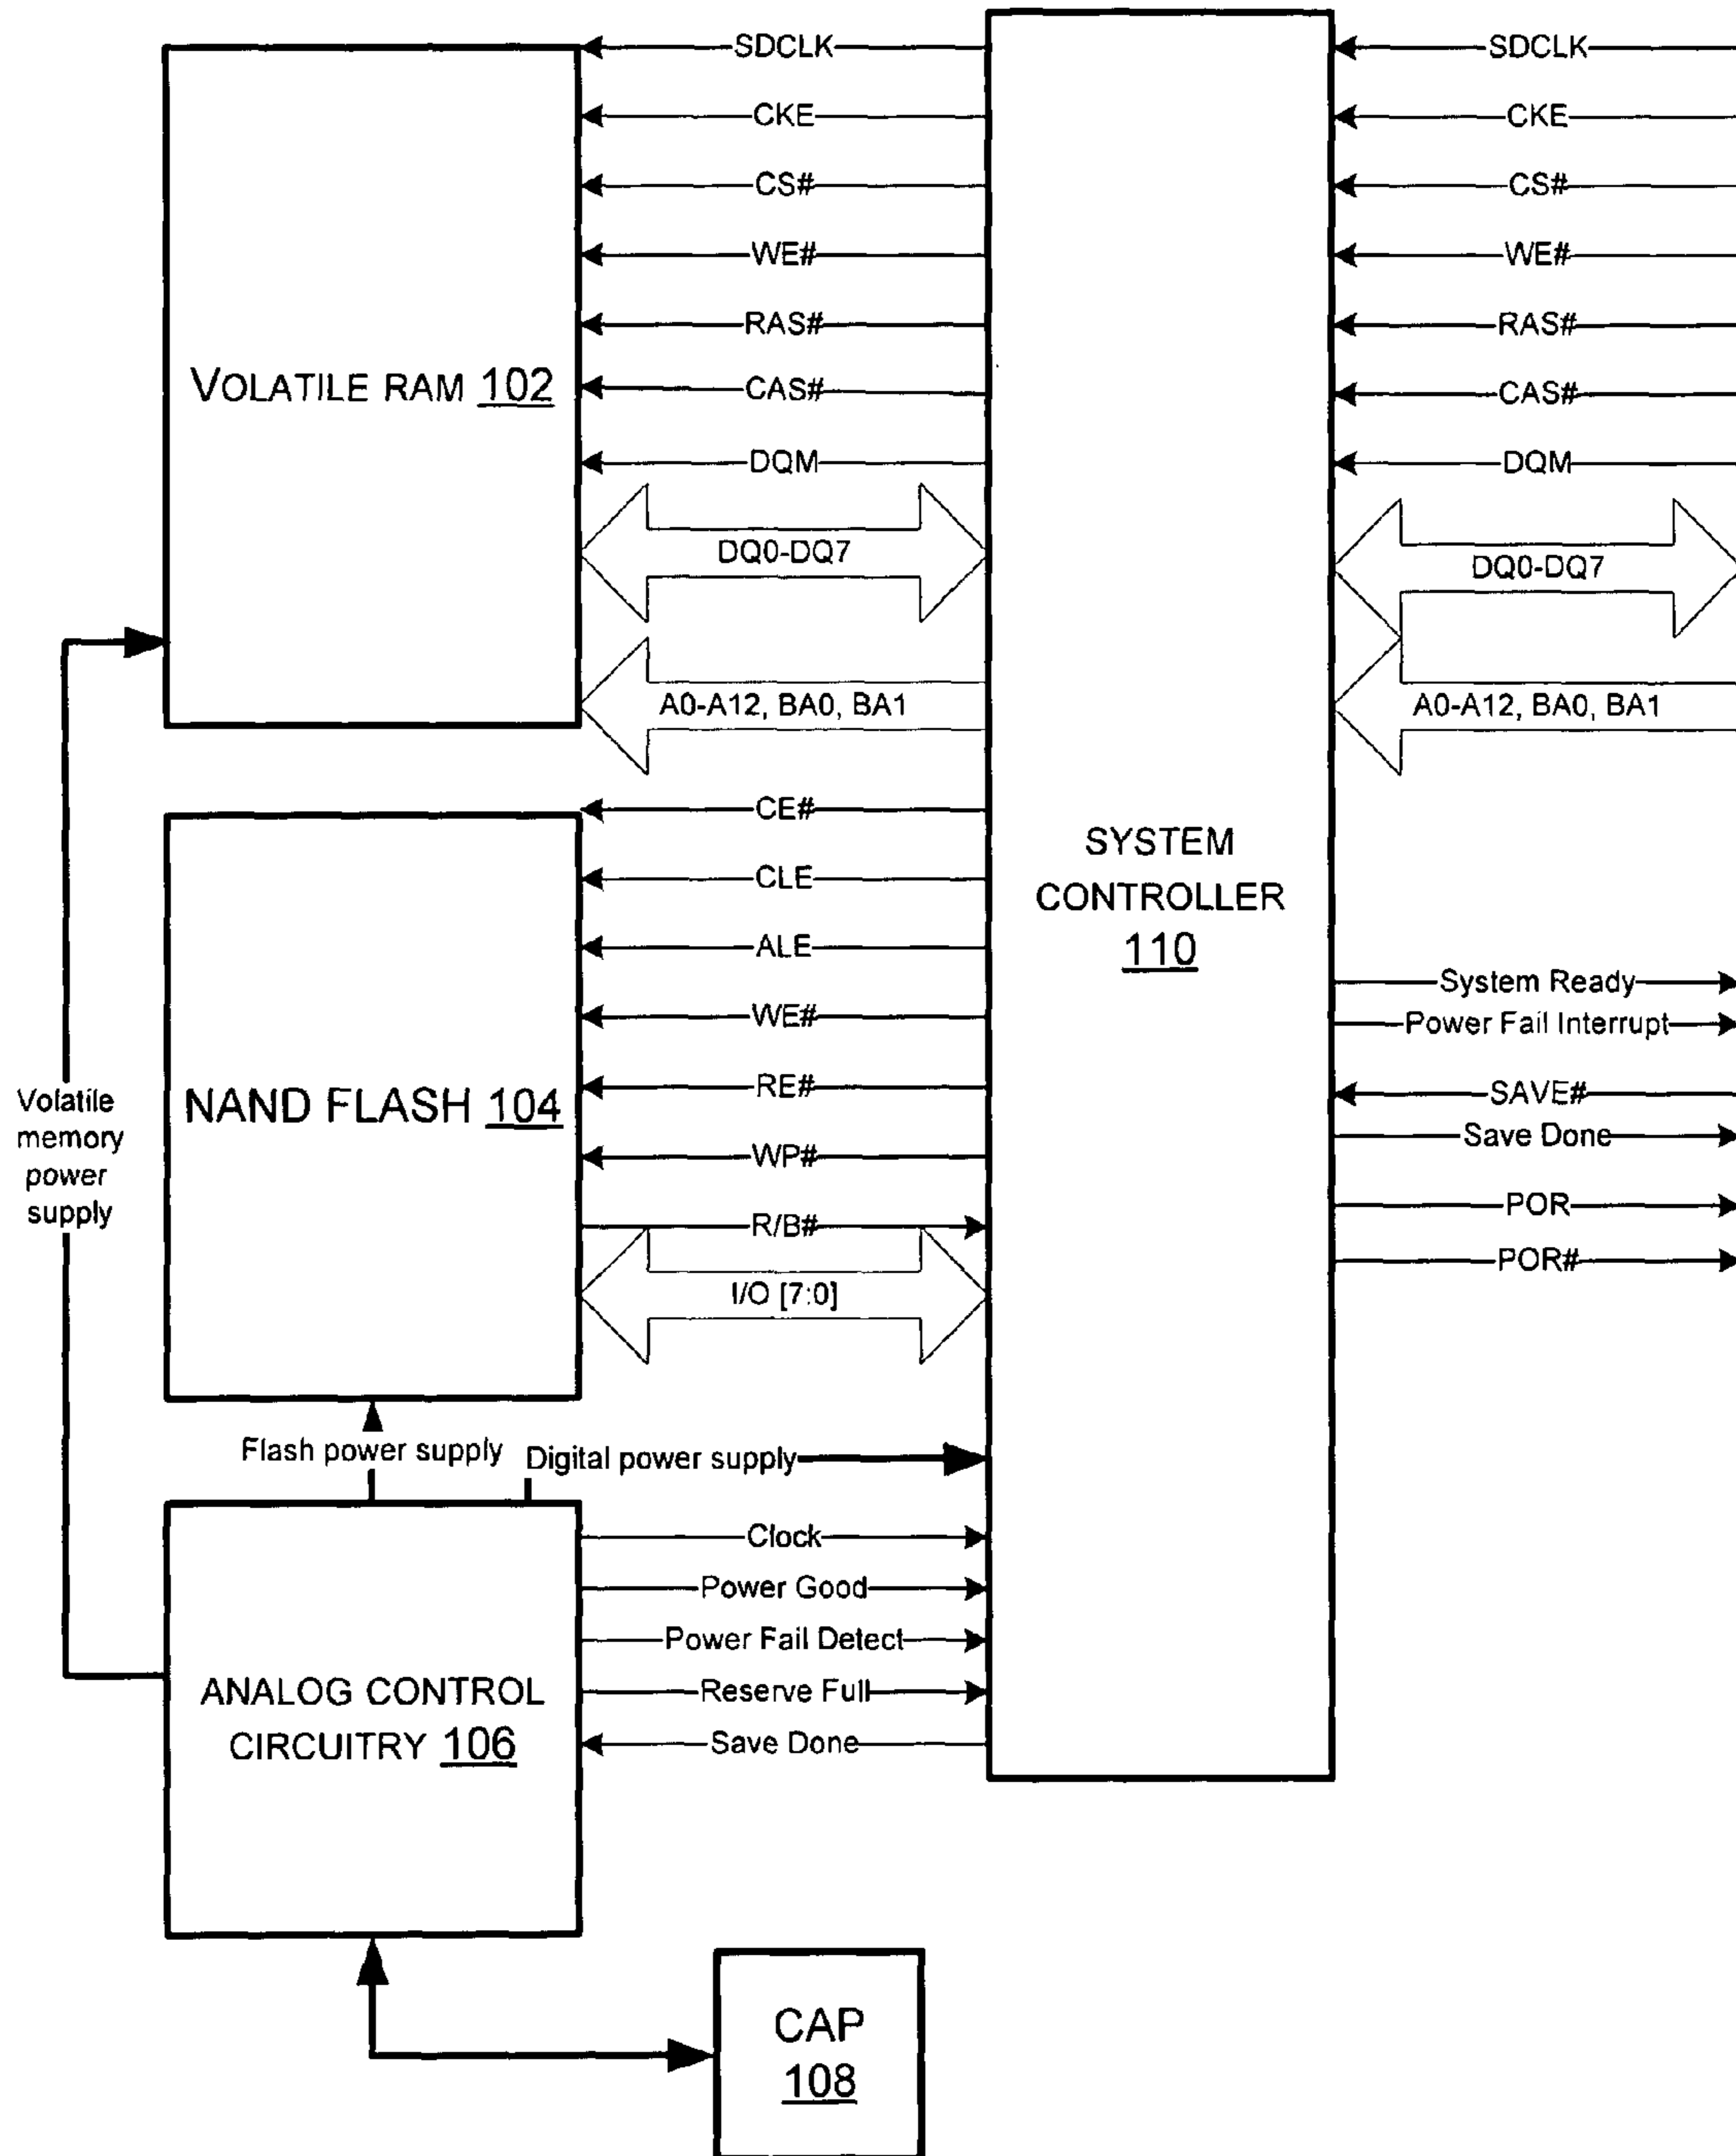 SDCLK
CKE
CS#
WE#
RAS#
CAS#
DQM
DQ0-DQ7
A0-A12, BA0, BA1
VOLATILE RAM 102
CE#
CLE
ALE
WE#
RE#
WP#
R/B#
I/O [7:0]
NAND FLASH 104
Volatile
memory
power
supply
Flash power supply
Digital power supply
Clock
Power Good
Power Fail Detect
Reserve Full
Save Done
ANALOG CONTROL
CIRCUITRY 106
CAP
108
SYSTEM
CONTROLLER
110
SDCLK
CKE
CS#
WE#
RAS#
CAS#
DQM
DQ0-DQ7
A0-A12, BA0, BA1
System Ready
Power Fail Interrupt
SAVE#
Save Done
POR
POR#